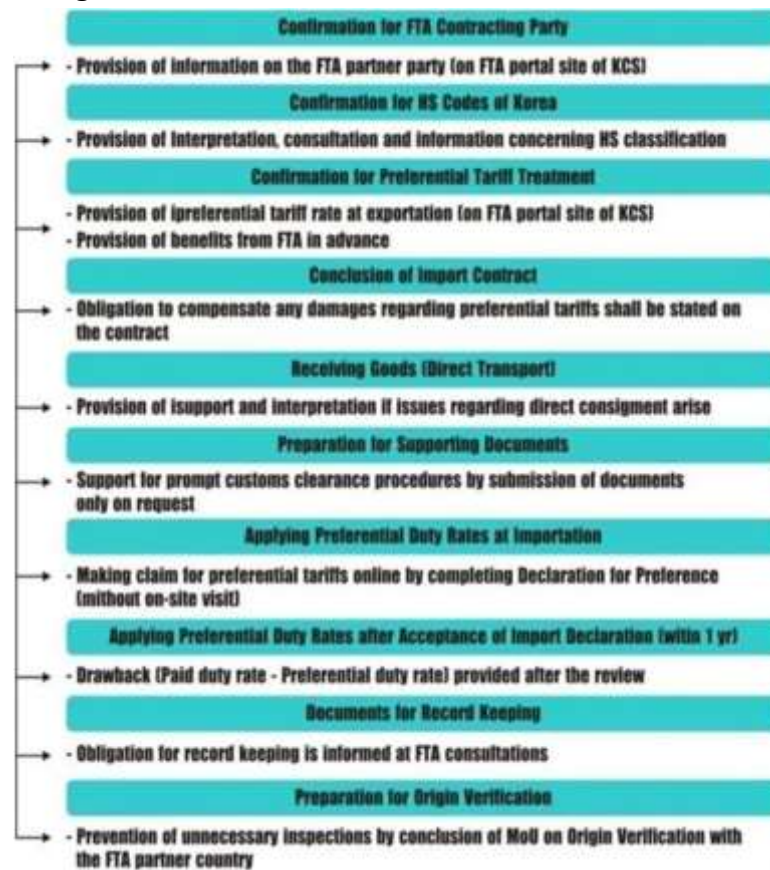 Confirmation for FTA Contracting Party
- Provision of information on the FTA partner party (on FTA portal site of KCS)
Confirmation for HS Codes of Korea
- Provision of Interpretation, consultation and information concerning HS classification
Confirmation for Preferential Tariff Treatment
- Provision of ipreferential tariff rate at exportation (on FTA portal site of KCS)
- Provision of benefits from FTA in advance
Conclusion of Import Contract
- Obligation to compensate any damages regarding preferential tariffs shall be stated on
the contract
Receiving Goods (Direct Transport)
- Provision of isupport and interpretation if issues regarding direct consigment arise
Preparation for Supporting Documents
- Support for prompt customs clearance procedures by submission of documents
only on request
Applying Preferential Duty Rates at Importation
- Making claim for preferential tariffs online by completing Declaration for Preference
(without on-site visit)
Applying Preferential Duty Rates after Acceptance of Import Declaration (witin 1 yr)
- Drawback (Paid duty rate - Preferential duty rate) provided after the review
Documents for Record Keeping
- Obligation for record keeping is informed at FTA consultations
Preparation for Origin Verification
- Prevention of unnecessary inspections by conclusion of MoU on Origin Verification with
the FTA partner country